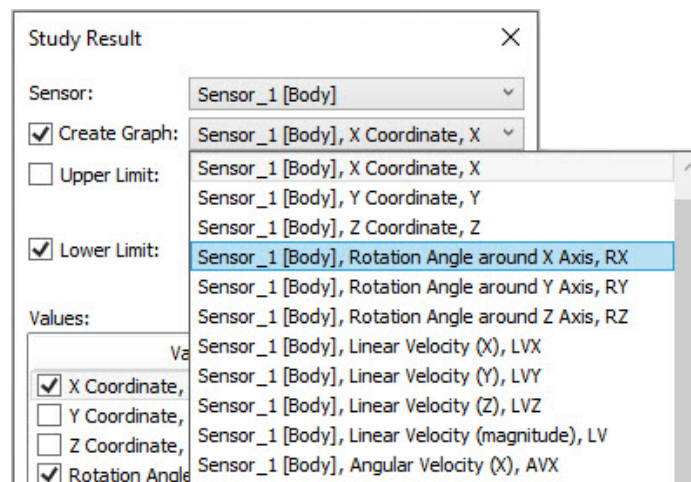 Study Result
Sensor: Sensor_1 [Body]
Create Graph: Sensor_1 [Body], X Coordinate, X
Upper Limit:
Lower Limit:
Sensor_1 [Body], X Coordinate, X
Sensor_1 [Body], Y Coordinate, Y
Sensor_1 [Body], Z Coordinate, Z
Sensor_1 [Body], Rotation Angle around X Axis, RX
Sensor_1 [Body], Rotation Angle around Y Axis, RY
Sensor_1 [Body], Rotation Angle around Z Axis, RZ
Sensor_1 [Body], Linear Velocity (X), LVX
Sensor_1 [Body], Linear Velocity (Y), LVY
Sensor_1 [Body], Linear Velocity (Z), LVZ
Sensor_1 [Body], Linear Velocity (magnitude), LV
Sensor_1 [Body], Angular Velocity (X), AVX
Values:
Va
X Coordinate,
Y Coordinate,
Z Coordinate,
Rotation Angle